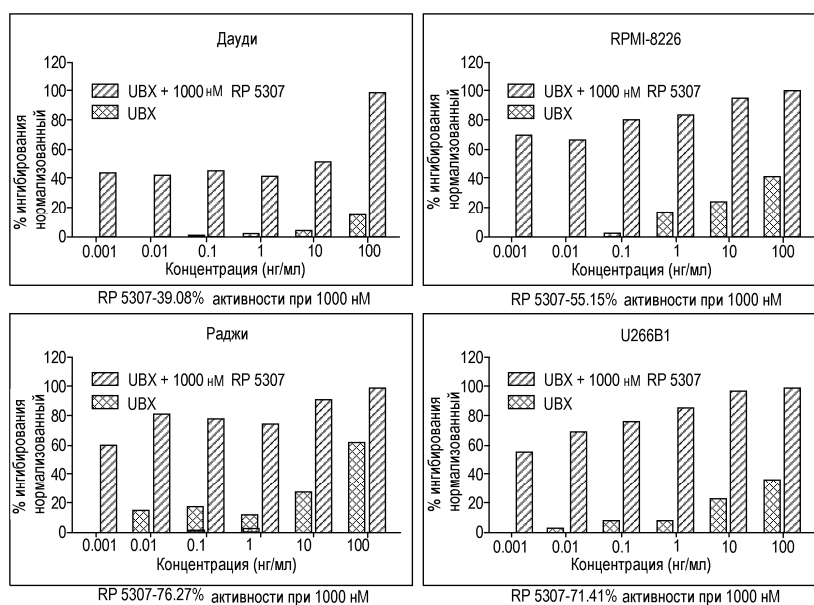 Дауди
% ингибирования
нормализованный
120
100
80
60
40
20
0
UBX + 1000 нМ RP 5307
UBX
0.001 0.01 0.1 1 10 100
Концентрация (нг/мл)
RP 5307-39.08% активности при 1000 нМ
RPMI-8226
% ингибирования
нормализованный
120
100
80
60
40
20
0
UBX + 1000 нМ RP 5307
UBX
0.001 0.01 0.1 1 10 100
Концентрация (нг/мл)
RP 5307-55.15% активности при 1000 нМ
Раджи
% ингибирования
нормализованный
120
100
80
60
40
20
0
UBX + 1000 нМ RP 5307
UBX
0.001 0.01 0.1 1 10 100
Концентрация (нг/мл)
RP 5307-76.27% активности при 1000 нМ
U266B1
% ингибирования
нормализованный
120
100
80
60
40
20
0
UBX + 1000 нМ RP 5307
UBX
0.001 0.01 0.1 1 10 100
Концентрация (нг/мл)
RP 5307-71.41% активности при 1000 нМ